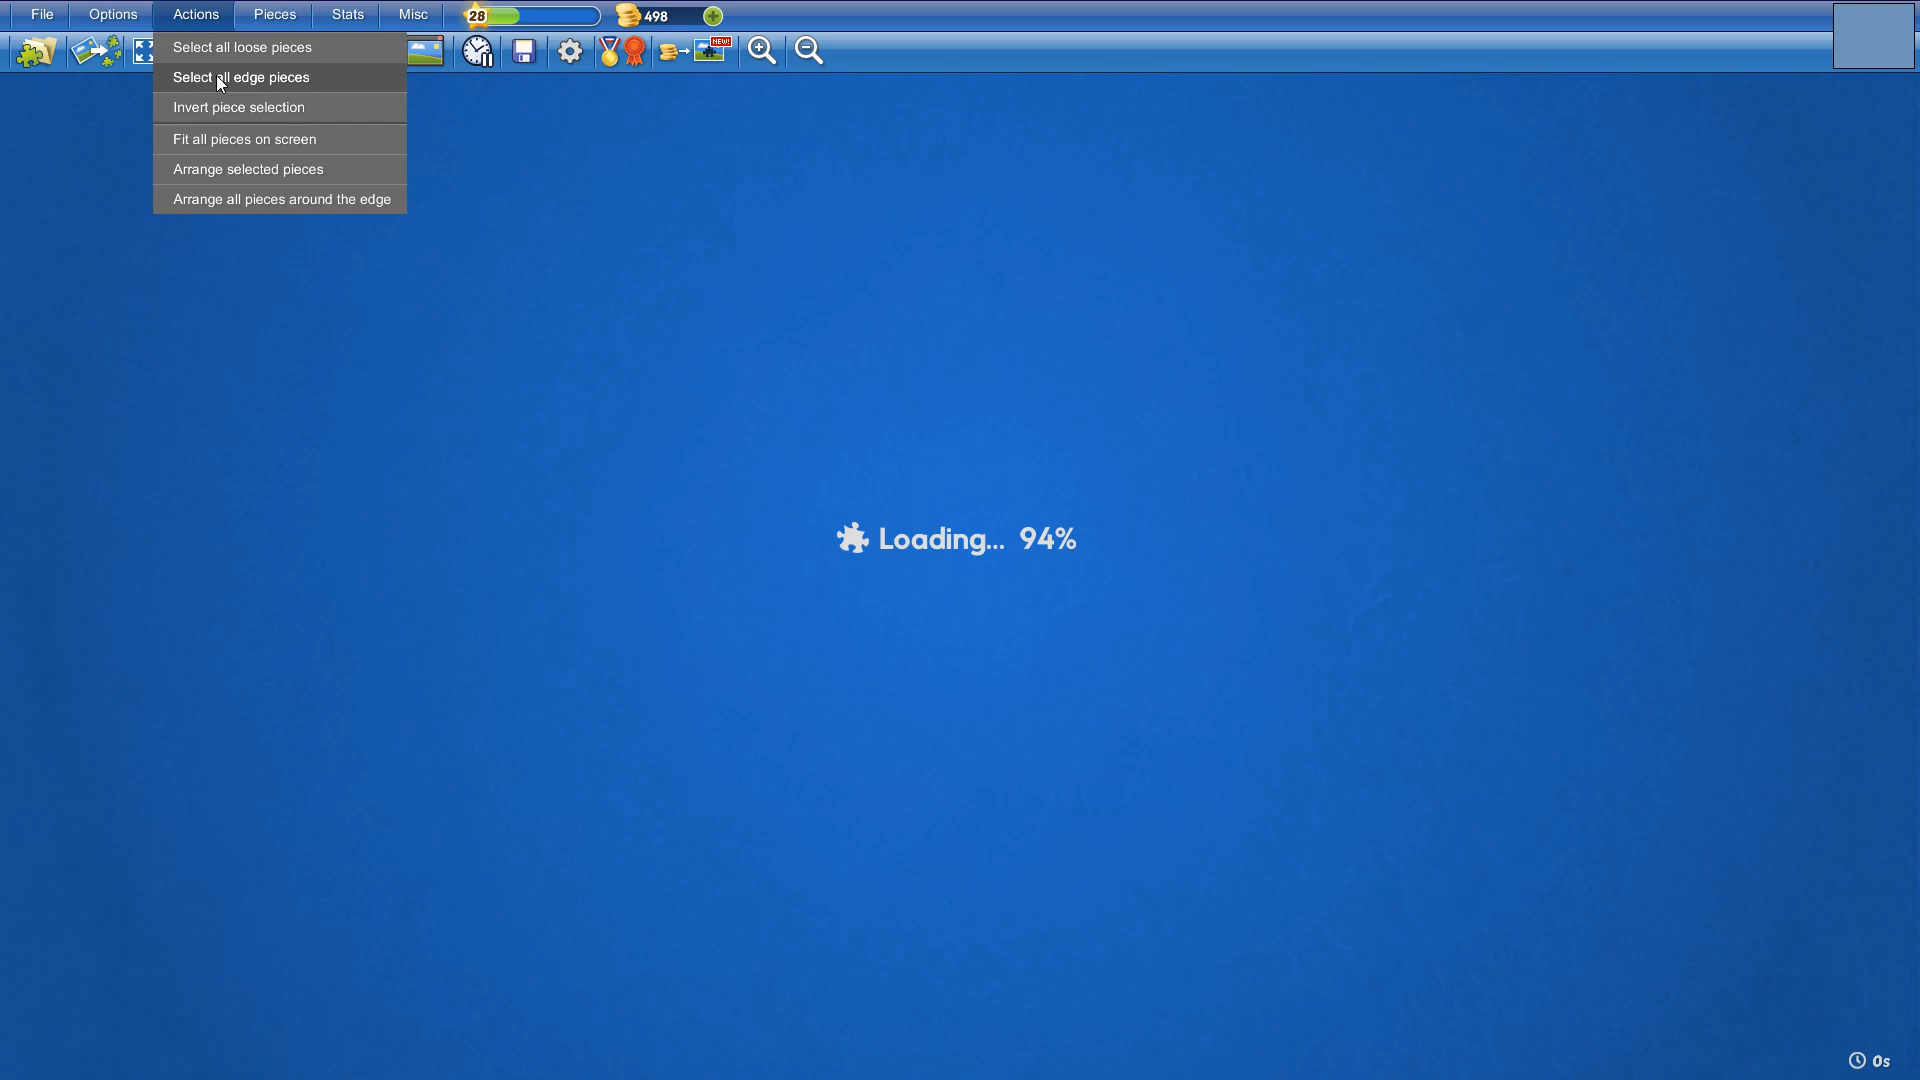 File Options Actions Pieces Stats Misc 28 498
Select all loose pieces NEW!
Select all edge pieces
Invert piece selection
Fit all pieces on screen
Arrange selected pieces
Arrange all pieces around the edge
Loading... 94%
0s